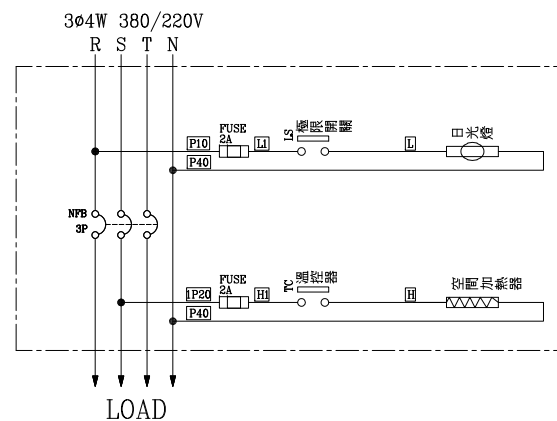 3ø4W 380/220V
R S T N
P10
FUSE
2A
L1
LS
極限開關
L
日光燈
P40
NFB
3P
1P20
FUSE
2A
H1
TC
溫控器
H
空間加熱器
P40
LOAD